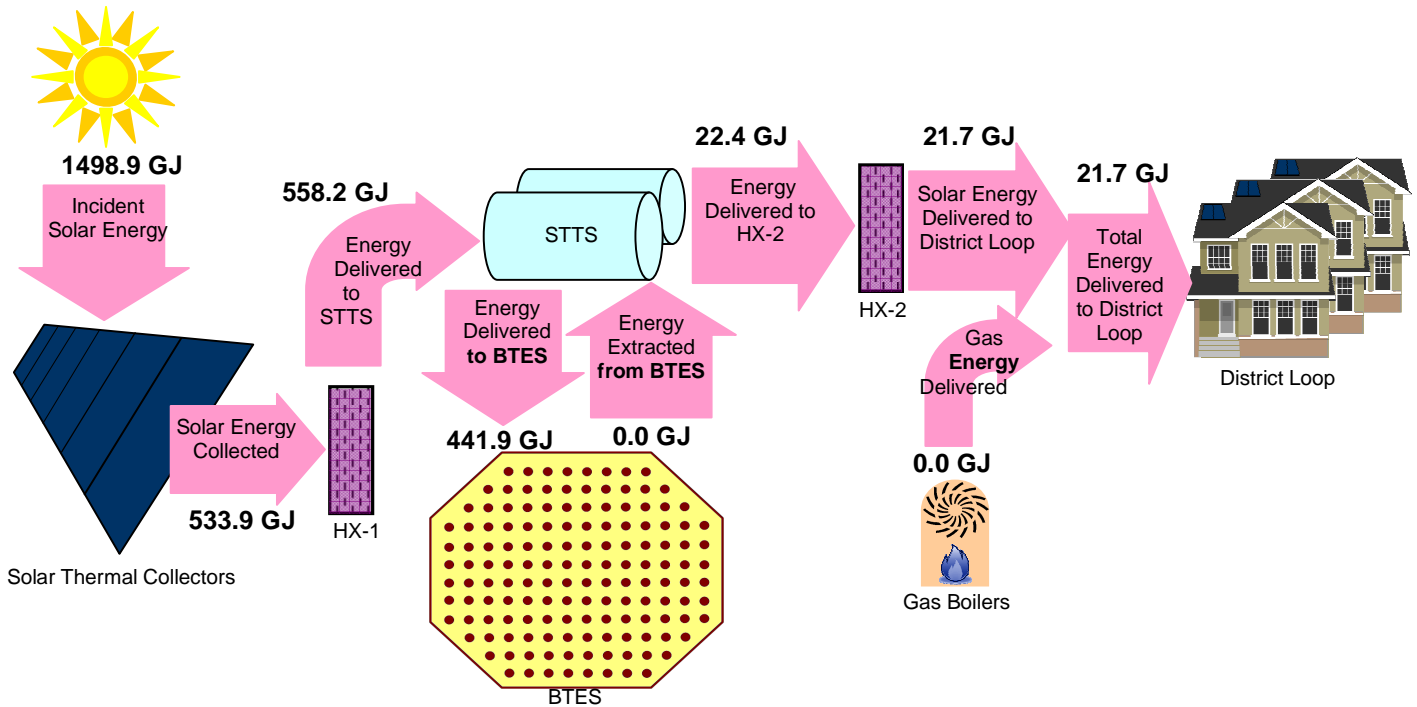 1498.9 GJ
Incident
Solar Energy
Solar Thermal Collectors
Solar Energy
Collected
533.9 GJ
HX-1
558.2 GJ
Energy
Delivered
to
STTS
STTS
Energy
Delivered
to BTES
441.9 GJ
Energy
Extracted
from BTES
0.0 GJ
BTES
22.4 GJ
Energy
Delivered to
HX-2
HX-2
21.7 GJ
Solar Energy
Delivered to
District Loop
Gas
Energy
Delivered
0.0 GJ
Gas Boilers
21.7 GJ
Total
Energy
Delivered
to District
Loop
District Loop